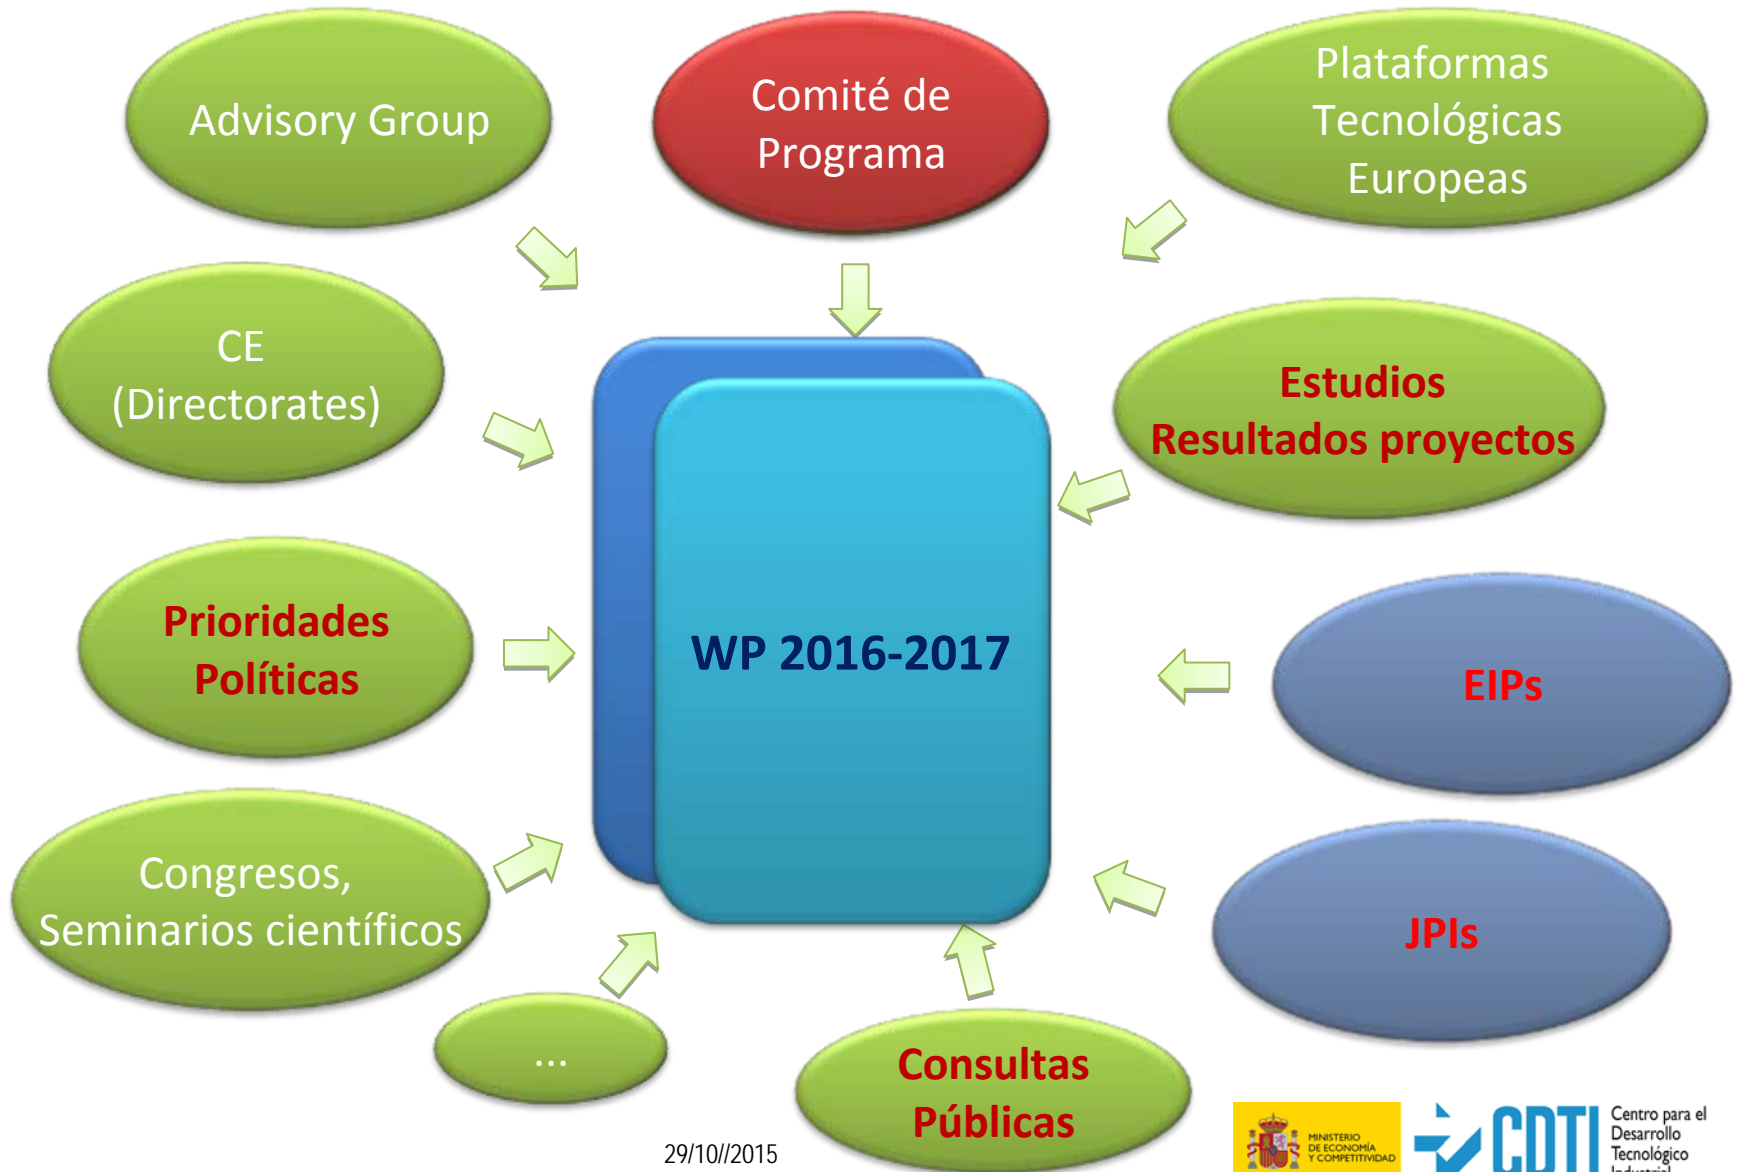 Advisory Group
Comité de
Programa
Plataformas
Tecnológicas
Europeas
CE
(Directorates)
Estudios
Resultados proyectos
Prioridades
Políticas
WP 2016-2017
EIPs
Congresos,
Seminarios científicos
JPIs
...
Consultas
Públicas
29/10//2015
MINISTERIO
DE ECONOMÍA
Y COMPETITIVIDAD
CDTI
Centro para el
Desarrollo
Tecnológico
Industrial